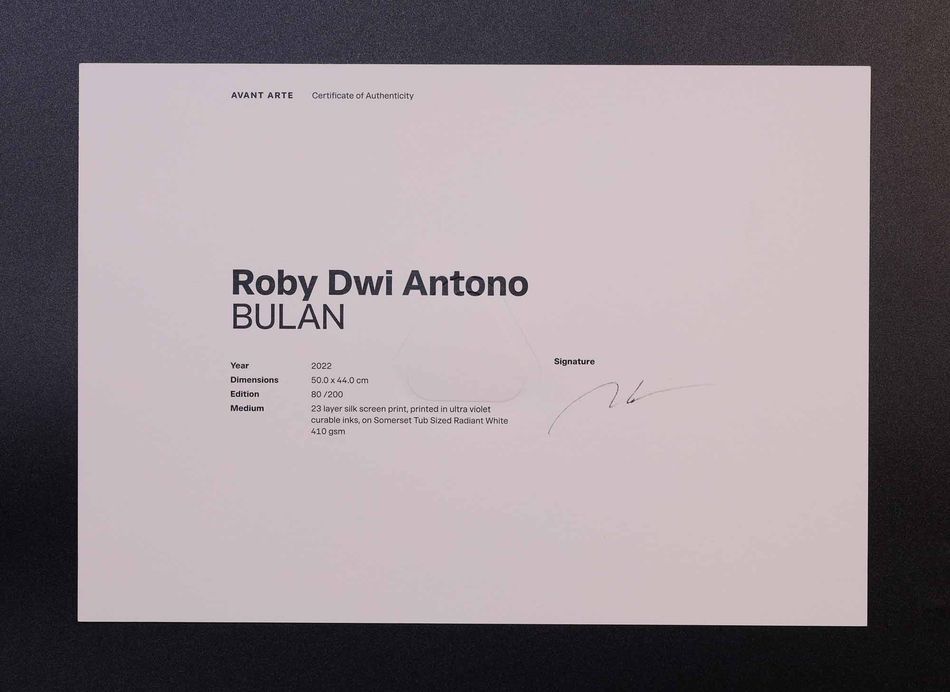 AVANT ARTE Certificate of Authenticity
Roby Dwi Antono
BULAN
Year 2022
Dimensions 50.0 x 44.0 cm
Edition 80 /200
Medium 23 layer silk screen print, printed in ultra violet
curable inks, on Somerset Tub Sized Radiant White
410 gsm
Signature